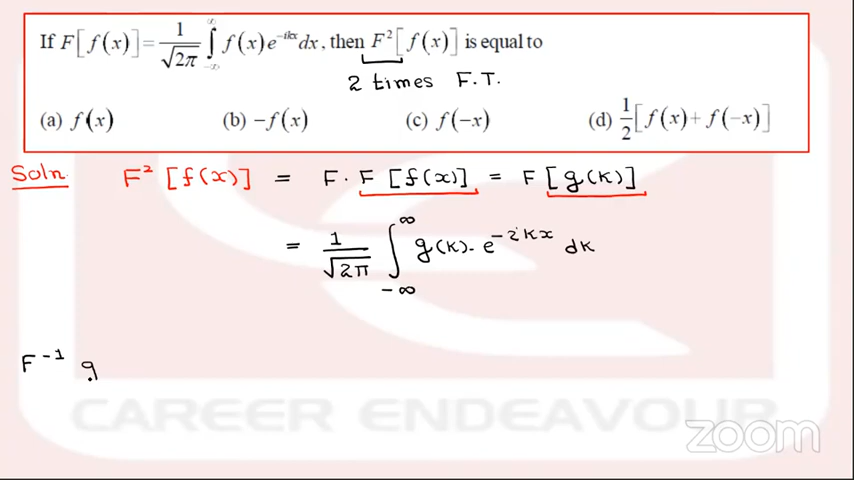 If F[f(x)] = 1/√2π ∫_{-∞}^{∞} f(x) e^{-ikx} dx, then F²[f(x)] is equal to
2 times F.T.
(a) f(x) (b) -f(x) (c) f(-x) (d) 1/2[f(x)+f(-x)]
Soln F² [f(x)] = F · F [f(x)] = F [g(k)]
= 1/√2π ∫_{-∞}^{∞} g(k) · e^{-ikx} dk
F⁻¹ g
CAREER ENDEAVOUR
zoom